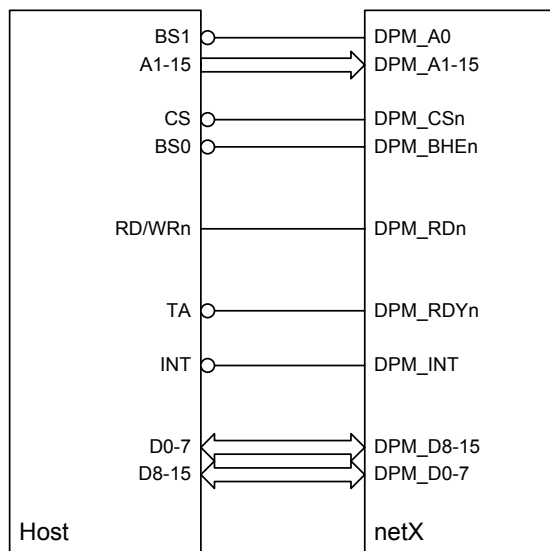 BS1 DPM_A0
A1-15 DPM_A1-15
CS DPM_CSn
BS0 DPM_BHEn
RD/WRn DPM_RDn
TA DPM_RDYn
INT DPM_INT
D0-7 DPM_D8-15
D8-15 DPM_D0-7
Host netX